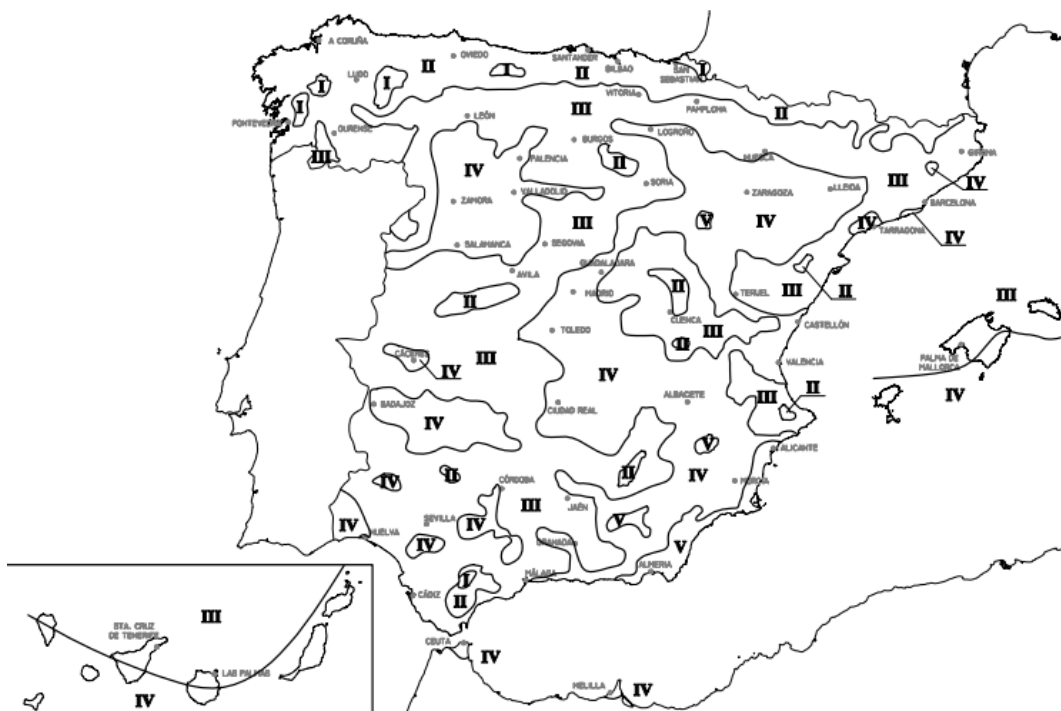 A CORUÑA
OVIEDO
SANTANDER
II
I
II
BILBAO
SAN
SEBASTIAN
I
LUGO
I
I
VITORIA
PAMPLONA
II
I
III
PONTEVEDRA
LEÓN
OURENSE
BURGOS
LOGROÑO
III
IV
PALENCIA
II
HUESCA
GIRONA
III
IV
SORIA
VALLADOLID
ZARAGOZA
LLEIDA
ZAMORA
BARCELONA
III
V
IV
IV
TARRAGONA
IV
SALAMANCA
SEGOVIA
GUADALAJARA
AVILA
MADRID
II
TERUEL
III
II
II
III
CUENCA
CASTELLÓN
TOLEDO
III
II
CÁCERES
III
IV
VALENCIA
PALMA DE
MALLORCA
IV
IV
III
II
BADAJOZ
CIUDAD REAL
ALBACETE
IV
V
ALICANTE
IV
II
II
IV
MURCIA
CÓRDOBA
III
JAÉN
IV
HUELVA
SEVILLA
IV
V
IV
GRANADA
V
MÁLAGA
ALMERIA
I
CÁDIZ
II
III
STA. CRUZ
DE TENERIFE
CEUTA
IV
LAS PALMAS
IV
MELILLA
IV